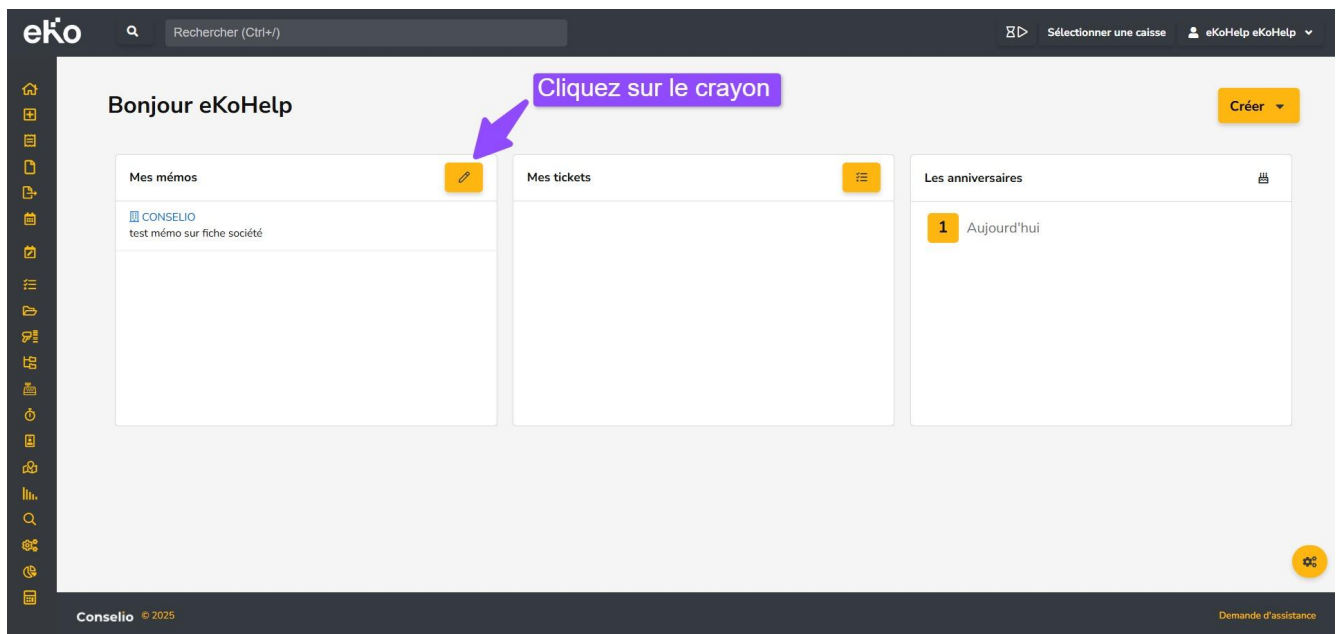 eKo
Rechercher (Ctrl+/)
Sélectionner une caisse
eKoHelp eKoHelp
Cliquez sur le crayon
Bonjour eKoHelp
Créer
Mes mémos
Mes tickets
Les anniversaires
CONSELIO
test mémo sur fiche société
1 Aujourd'hui
Conselio © 2025
Demande d'assistance